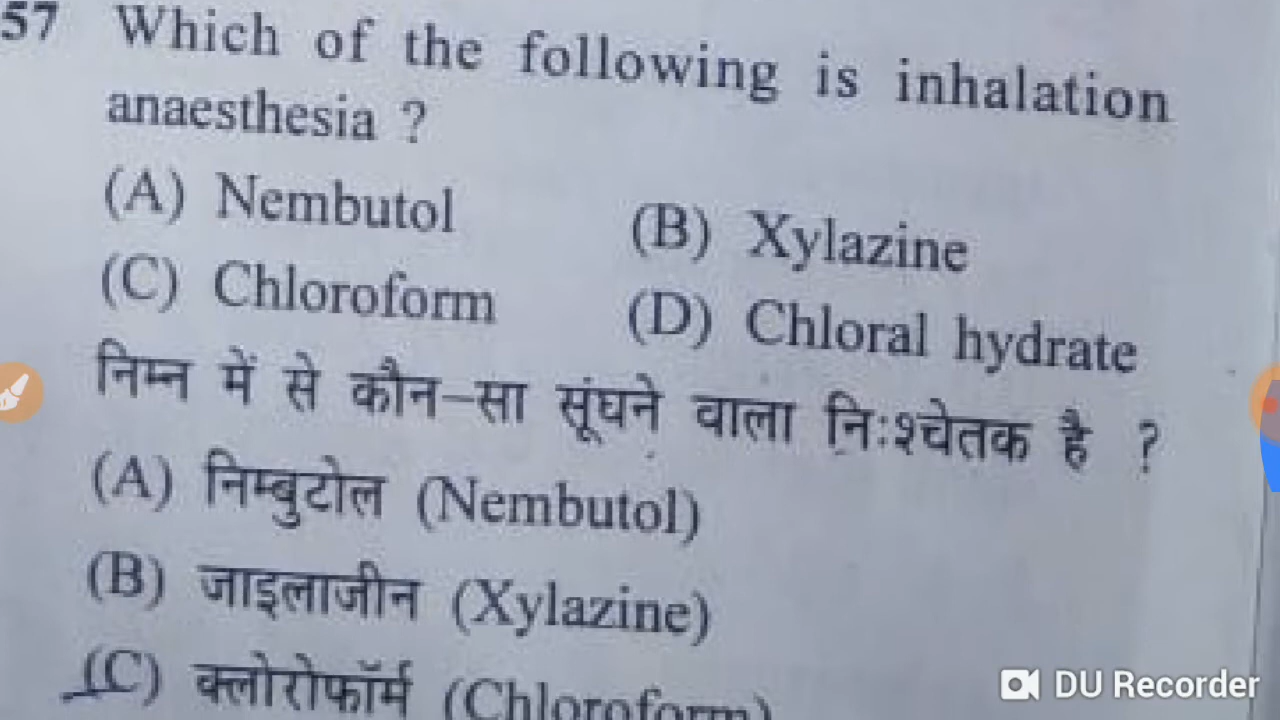 57 Which of the following is inhalation
anaesthesia ?
(A) Nembutol (B) Xylazine
(C) Chloroform (D) Chloral hydrate
निम्न में से कौन-सा सूंघने वाला निःश्चेतक है ?
(A) निम्बुटोल (Nembutol)
(B) जाइलाजीन (Xylazine)
(C) क्लोरोफॉर्म (Chloroform)
DU Recorder